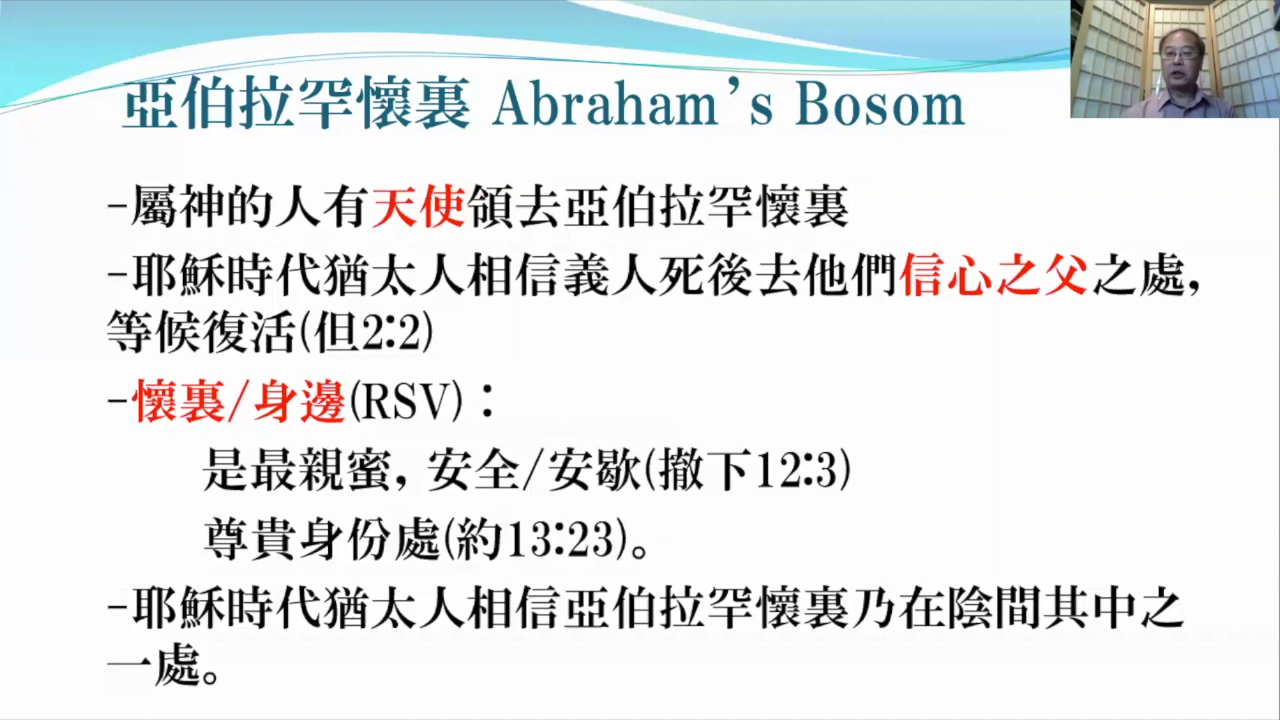 亞伯拉罕懷裏 Abraham’s Bosom
-屬神的人有天使領去亞伯拉罕懷裏
-耶穌時代猶太人相信義人死後去他們信心之父之處,
等候復活(但2:2)
-懷裏/身邊(RSV)：
是最親蜜, 安全/安歇(撒下12:3)
尊貴身份處(約13:23)。
-耶穌時代猶太人相信亞伯拉罕懷裏乃在陰間其中之
一處。